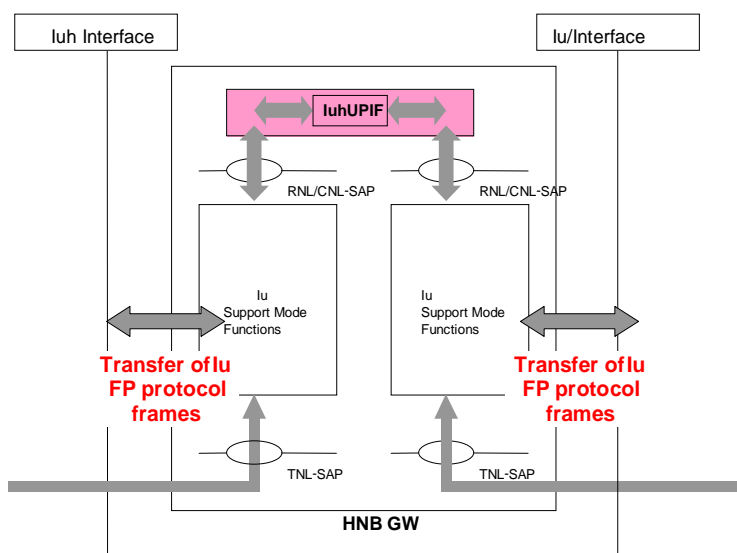 Iuh Interface
Iu/Interface
IuhUPIF
RNL/CNL-SAP
RNL/CNL-SAP
Iu
Support Mode
Functions
Iu
Support Mode
Functions
Transfer of Iu
FP protocol
frames
Transfer of Iu
FP protocol
frames
TNL-SAP
TNL-SAP
HNB GW